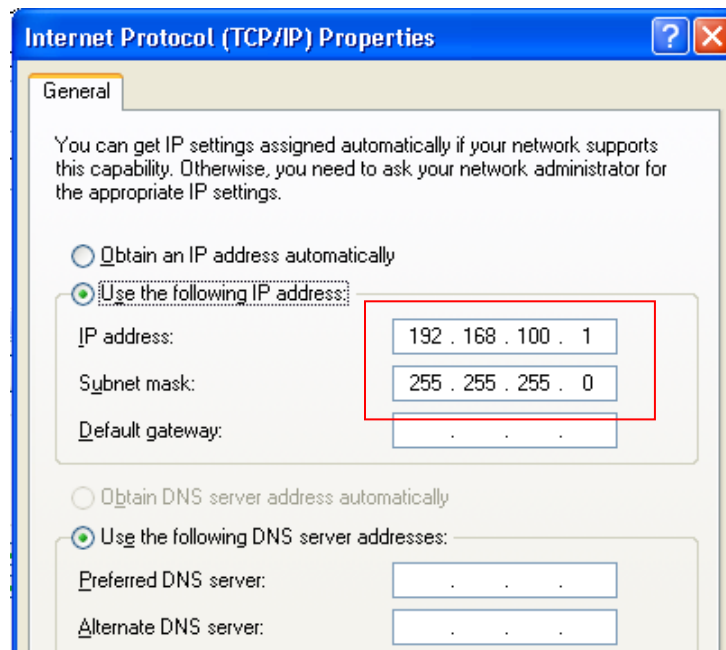 Internet Protocol (TCP/IP) Properties
General
You can get IP settings assigned automatically if your network supports
this capability. Otherwise, you need to ask your network administrator for
the appropriate IP settings.
Obtain an IP address automatically
Use the following IP address:
IP address: 192 . 168 . 100 . 1
Subnet mask: 255 . 255 . 255 . 0
Default gateway: . . .
Obtain DNS server address automatically
Use the following DNS server addresses:
Preferred DNS server: . . .
Alternate DNS server: . . .